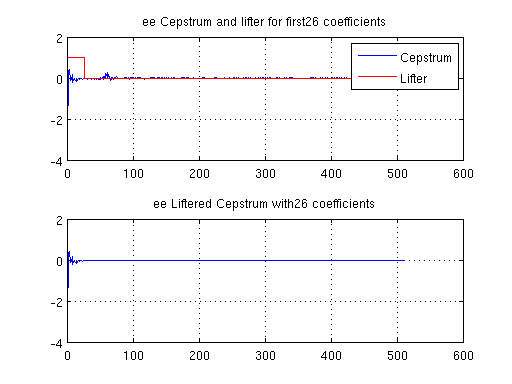 ee Cepstrum and lifter for first26 coefficients
2
0
-2
-4
0 100 200 300 400 500 600
Cepstrum
Lifter
ee Liftered Cepstrum with26 coefficients
2
0
-2
-4
0 100 200 300 400 500 600